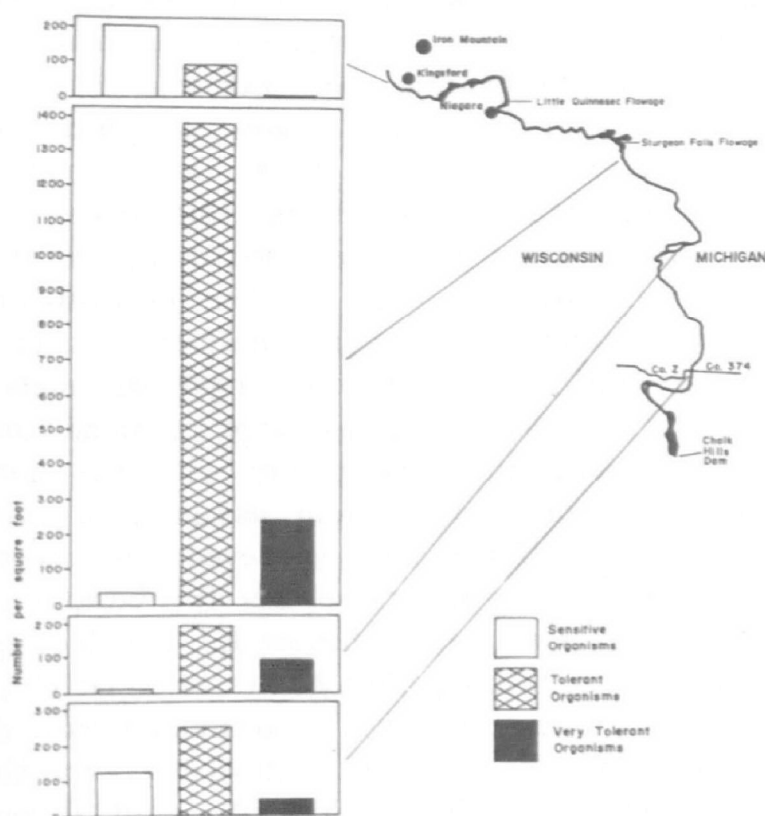 200
100
0
1400
1300
1200
1100
1000
900
800
700
600
500
400
300
200
100
0
200
100
0
300
200
100
0
Number per square foot
Iron Mountain
Kingsford
Niagara
Little Quinnesec Flowage
Sturgeon Falls Flowage
WISCONSIN
MICHIGAN
Co. Z
Co. 374
Chalk
Hills
Dam
Sensitive
Organisms
Tolerant
Organisms
Very Tolerant
Organisms